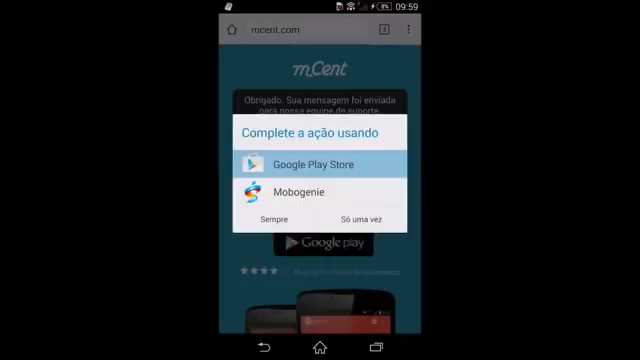 8% 09:59
mcent.com
mCent
Obrigado. Sua mensagem foi enviada
para nossa equipe de suporte.
Complete a ação usando
Google Play Store
Mobogenie
Sempre Só uma vez
Google play